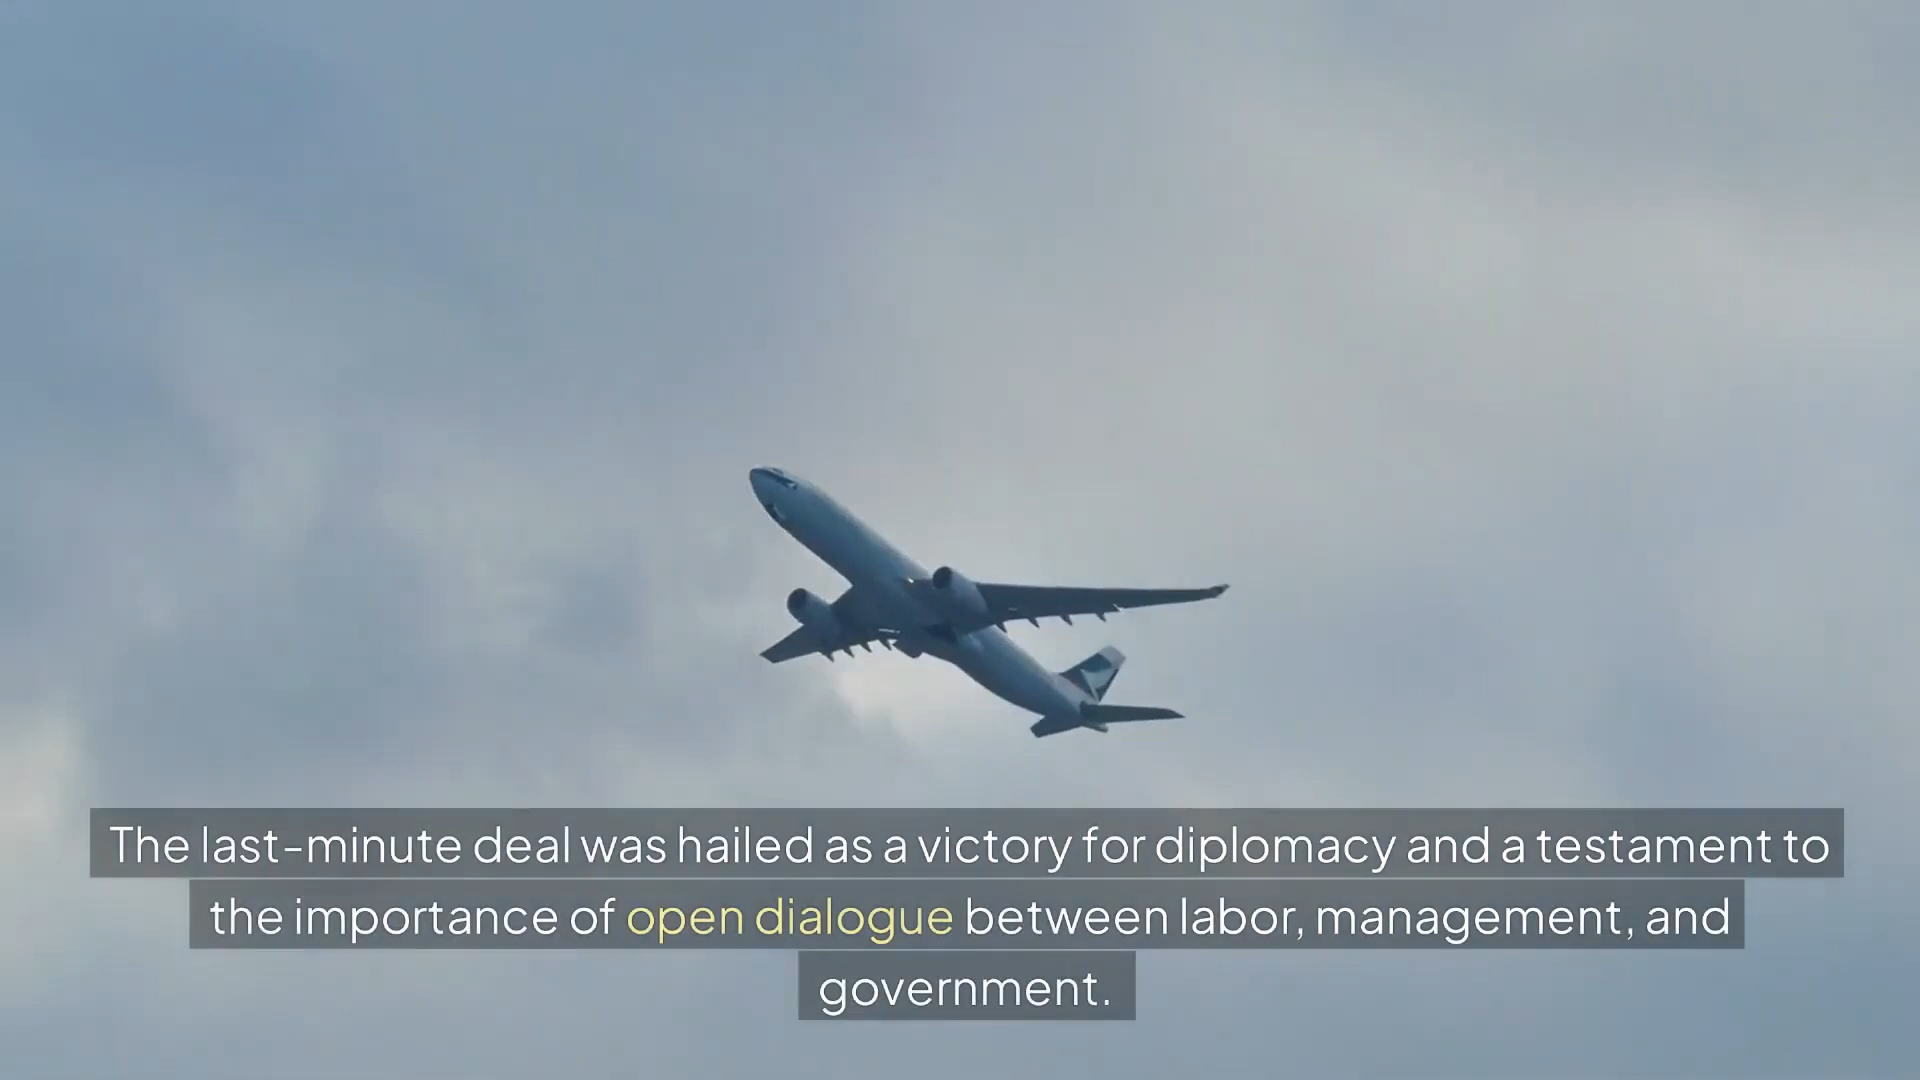 The last-minute deal was hailed as a victory for diplomacy and a testament to
the importance of open dialogue between labor, management, and
government.